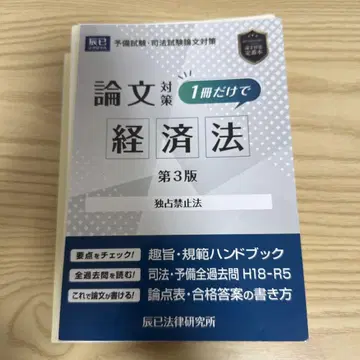 辰已
予備試験・司法試験論文対策
論文対策 1冊だけで
経済法
第3版
独占禁止法
要点をチェック! 趣旨・規範ハンドブック
全過去問を読む! 司法・予備全過去問 H18-R5
これで論文が書ける! 論点表・合格答案の書き方
辰已法律研究所